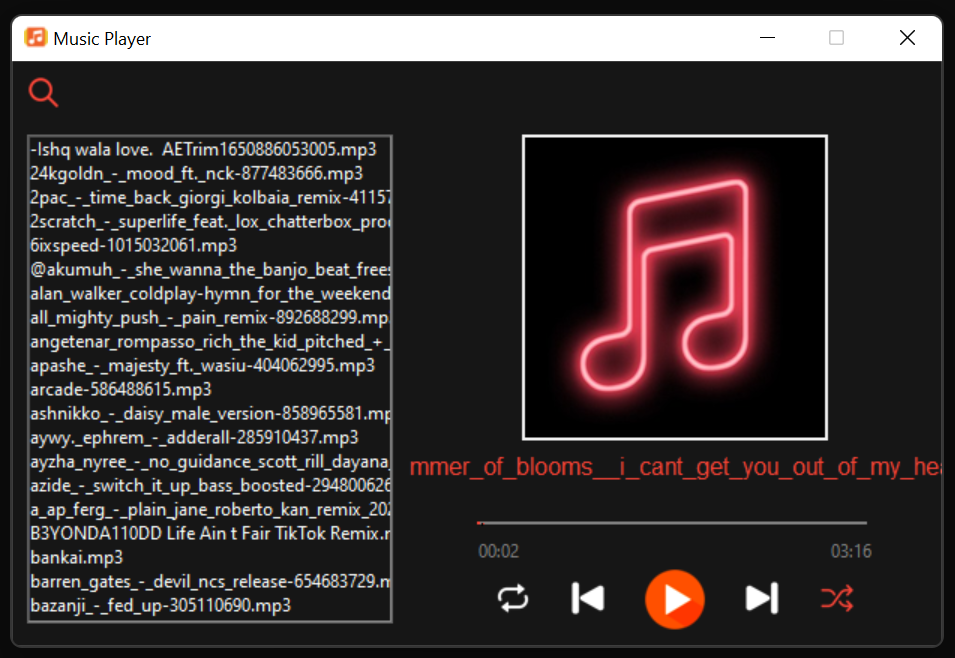 Music Player
-Ishq wala love.  AETrim1650886053005.mp3
24kgoldn_-_mood_ft._nck-877483666.mp3
2pac_-_time_back_giorgi_kolbaia_remix-41157
2scratch_-_superlife_feat._lox_chatterbox_pro
6ixspeed-1015032061.mp3
@akumuh_-_she_wanna_the_banjo_beat_frees
alan_walker_coldplay-hymn_for_the_weekend
all_mighty_push_-_pain_remix-892688299.mp
angetenar_rompasso_rich_the_kid_pitched_+_
apashe_-_majesty_ft._wasiu-404062995.mp3
arcade-586488615.mp3
ashnikko_-_daisy_male_version-858965581.mp
aywy._ephrem_-_adderall-285910437.mp3
ayzha_nyree_-_no_guidance_scott_rill_dayana_
azide_-_switch_it_up_bass_boosted-294800626
a_ap_ferg_-_plain_jane_roberto_kan_remix_202
B3YONDA110DD Life Ain t Fair TikTok Remix.r
bankai.mp3
barren_gates_-_devil_ncs_release-654683729.m
bazanji_-_fed_up-305110690.mp3
mmer_of_blooms__i_cant_get_you_out_of_my_hea
00:02
03:16